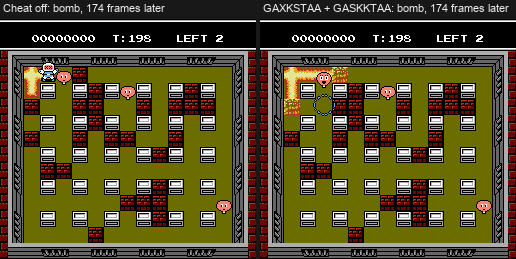 Cheat off: bomb, 174 frames later
GAXKSTAA + GASKKTAA: bomb, 174 frames later
00000000 T:198 LEFT 2
00000000 T:198 LEFT 2